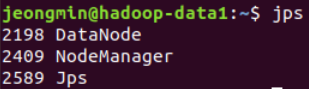 jeongmin@hadoop-data1:~$ jps
2198 DataNode
2409 NodeManager
2589 Jps